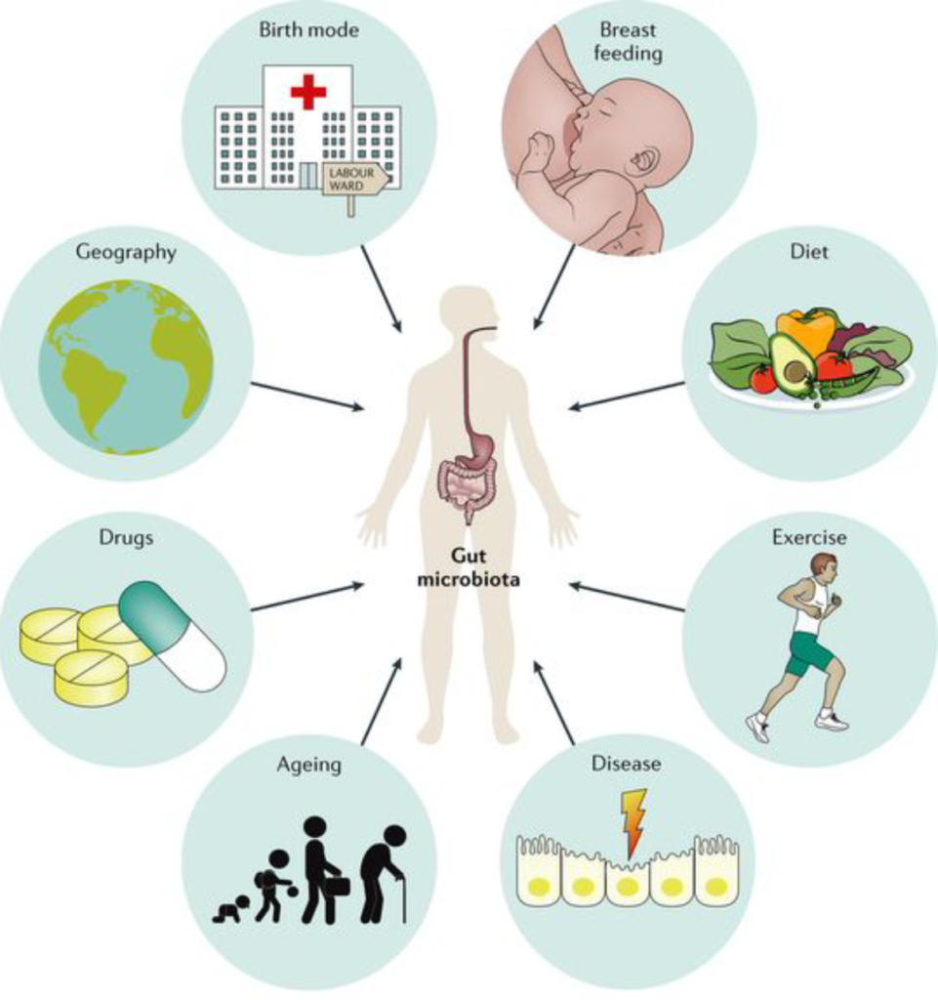 Birth mode
LABOUR
WARD
Breast
feeding
Geography
Diet
Drugs
Exercise
Gut
microbiota
Ageing
Disease